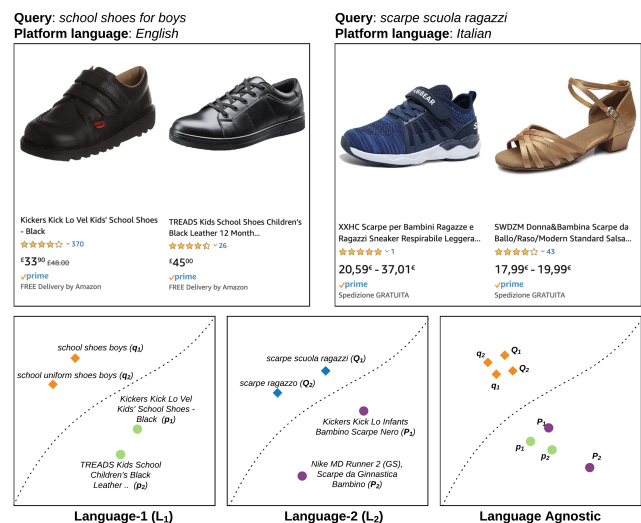 Query: school shoes for boys
Platform language: English
Query: scarpe scuola ragazzi
Platform language: Italian
Kickers Kick Lo Vel Kids' School Shoes
- Black
370
£33⁹⁰ £48.00
prime
FREE Delivery by Amazon
TREADS Kids School Shoes Children's
Black Leather 12 Month...
26
£45⁰⁰
prime
FREE Delivery by Amazon
XXHC Scarpe per Bambini Ragazze e
Ragazzi Sneaker Respirabile Leggera...
1
20,59€ - 37,01€
prime
Spedizione GRATUITA
SWDZM Donna&Bambina Scarpe da
Ballo/Raso/Modern Standard Salsa...
43
17,99€ - 19,99€
prime
Spedizione GRATUITA
school shoes boys (q₁)
school uniform shoes boys (q₂)
Kickers Kick Lo Vel
Kids' School Shoes -
Black (p₁)
TREADS Kids School
Children's Black
Leather .. (p₂)
Language-1 (L₁)
scarpe scuola ragazzi (Q₁)
scarpe ragazzo (Q₂)
Kickers Kick Lo Infants
Bambino Scarpe Nero (P₁)
Nike MD Runner 2 (GS),
Scarpe da Ginnastica
Bambino (P₂)
Language-2 (L₂)
q₂
Q₁
Q₂
q₁
P₁
p₁
p₂
P₂
Language Agnostic